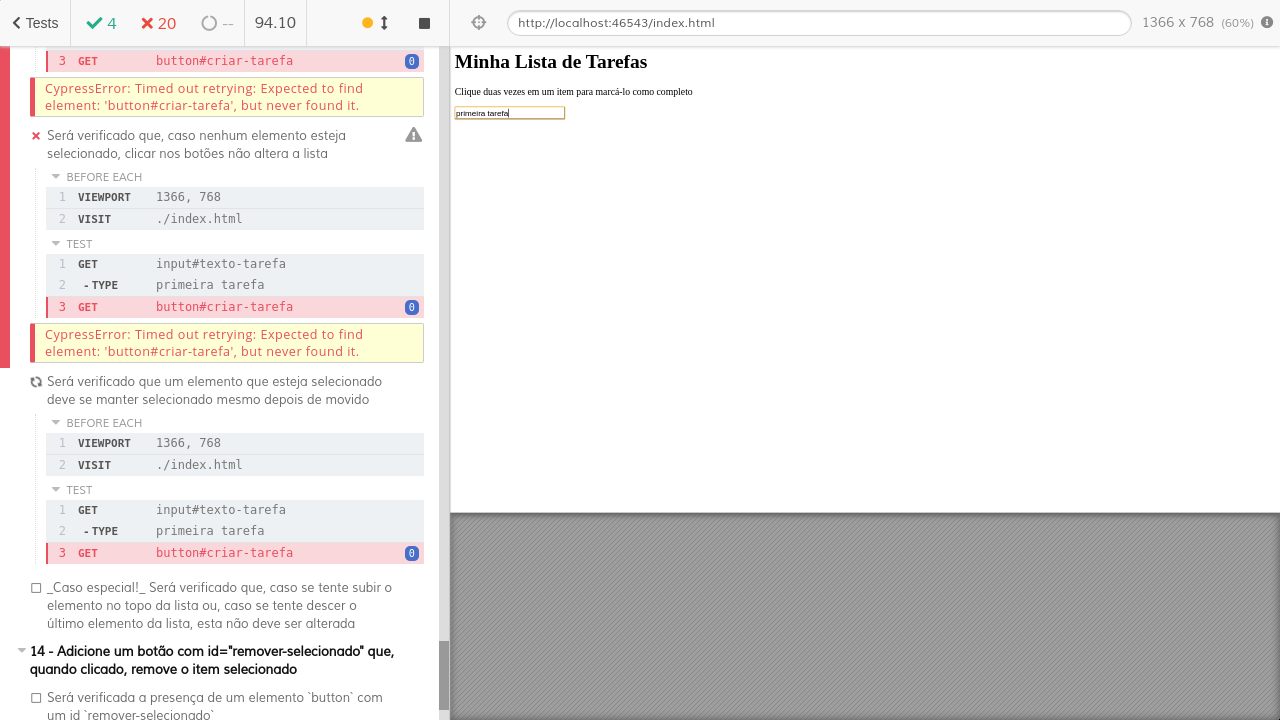 Tests
4
20
--
94.10
http://localhost:46543/index.html
1366 x 768 (60%)
3 GET button#criar-tarefa 0
CypressError: Timed out retrying: Expected to find
element: 'button#criar-tarefa', but never found it.
Será verificado que, caso nenhum elemento esteja
selecionado, clicar nos botões não altera a lista
BEFORE EACH
1 VIEWPORT 1366, 768
2 VISIT ./index.html
TEST
1 GET input#texto-tarefa
2 -TYPE primeira tarefa
3 GET button#criar-tarefa 0
CypressError: Timed out retrying: Expected to find
element: 'button#criar-tarefa', but never found it.
Será verificado que um elemento que esteja selecionado
deve se manter selecionado mesmo depois de movido
BEFORE EACH
1 VIEWPORT 1366, 768
2 VISIT ./index.html
TEST
1 GET input#texto-tarefa
2 -TYPE primeira tarefa
3 GET button#criar-tarefa 0
_Caso especial!_ Será verificado que, caso se tente subir o
elemento no topo da lista ou, caso se tente descer o
último elemento da lista, esta não deve ser alterada
14 - Adicione um botão com id="remover-selecionado" que,
quando clicado, remove o item selecionado
Será verificada a presença de um elemento `button` com
um id `remover-selecionado`
Minha Lista de Tarefas
Clique duas vezes em um item para marcá-lo como completo
primeira tarefa